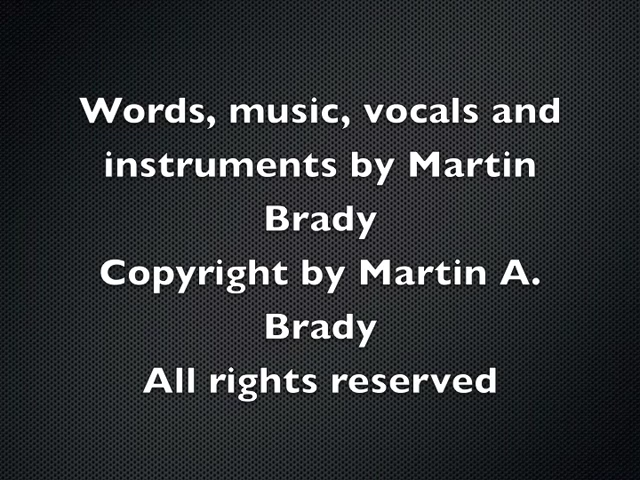 Words, music, vocals and
instruments by Martin
Brady
Copyright by Martin A.
Brady
All rights reserved